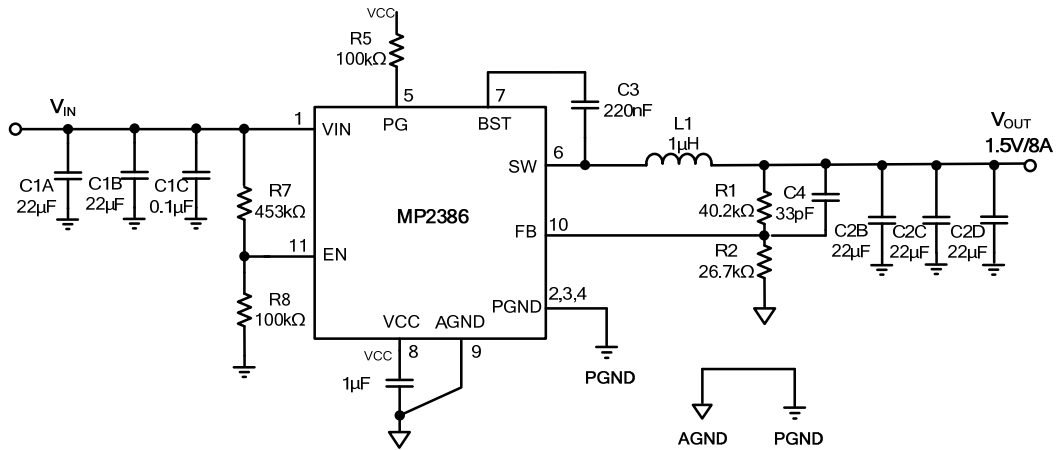 VCC
R5
100kΩ
5
7
C3
220nF
VIN
1
VIN
PG
BST
L1
1µH
VOUT
1.5V/8A
6
SW
C1A
22µF
C1B
22µF
C1C
0.1µF
R7
453kΩ
MP2386
R1
40.2kΩ
C4
33pF
FB
10
C2B
22µF
C2C
22µF
C2D
22µF
11
EN
R2
26.7kΩ
R8
100kΩ
2,3,4
PGND
VCC
AGND
VCC
8
9
1µF
PGND
AGND
PGND